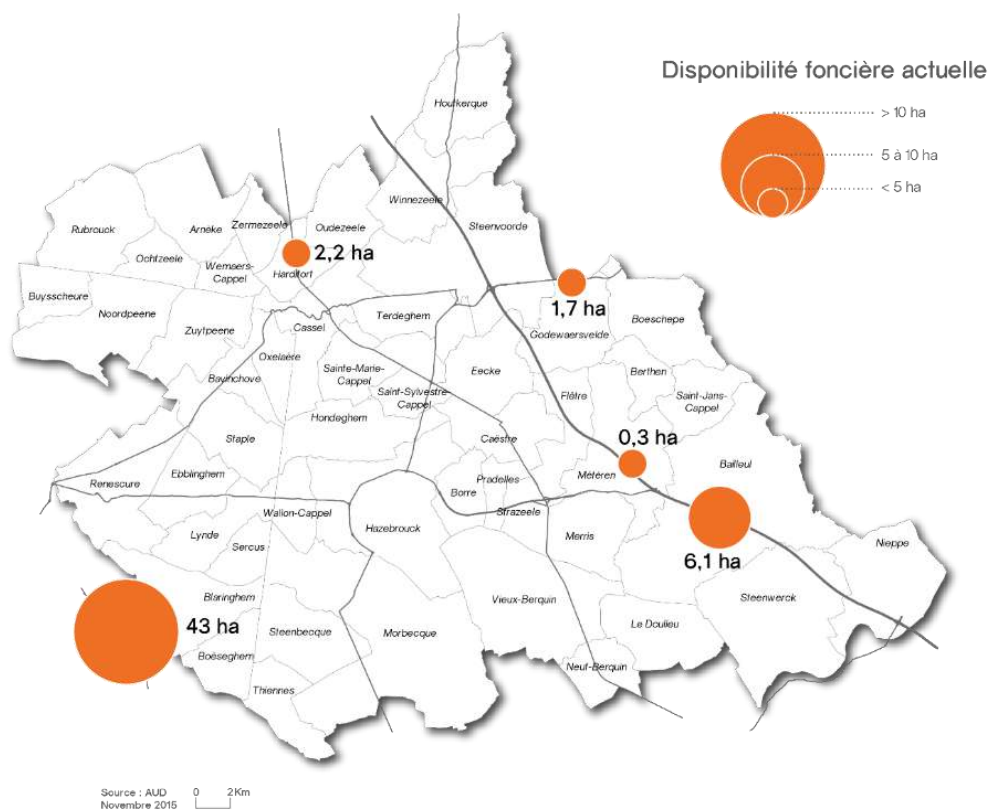 Disponibilité foncière actuelle
> 10 ha
5 à 10 ha
< 5 ha
Houtkerque
Winnezeele
Steenvoorde
Rubrouck
Arnèke
Zermezeele
Oudezeele
Ochtzeele
Wemaers-
Cappel
Hardifort
2,2 ha
Buysscheure
Noordpeene
Zuytpeene
Cassel
Terdeghem
1,7 ha
Godewaersvelde
Boeschepe
Oxelaëre
Bavinchove
Sainte-Marie-
Cappel
Saint-Sylvestre-
Cappel
Eecke
Flêtre
Berthen
Saint-Jans-
Cappel
Hondeghem
Staple
Caëstre
0,3 ha
Bailleul
Ebblinghem
Renescure
Borre
Pradelles
Météren
Wallon-Cappel
Hazebrouck
Strazeele
Merris
6,1 ha
Nieppe
Lynde
Sercus
Blaringhem
Vieux-Berquin
Steenwerck
43 ha
Steenbecque
Morbecque
Le Doulieu
Boëseghem
Neuf-Berquin
Thiennes
Source : AUD
Novembre 2015
0 2Km